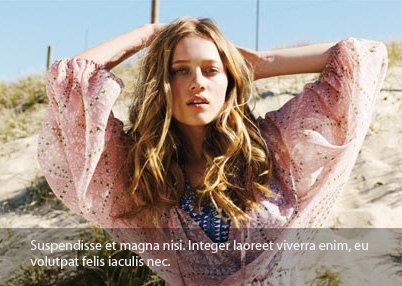 Suspendisse et magna nisi. Integer laoreet viverra enim, eu
volutpat felis iaculis nec.